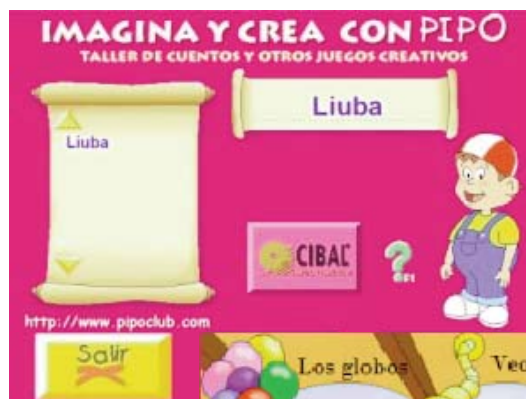 IMAGINA Y CREA CON PIPO
TALLER DE CUENTOS Y OTROS JUEGOS CREATIVOS
Liuba
Liuba
CIBAL
F1
http://www.pipoclub.com
Salir
Los globos